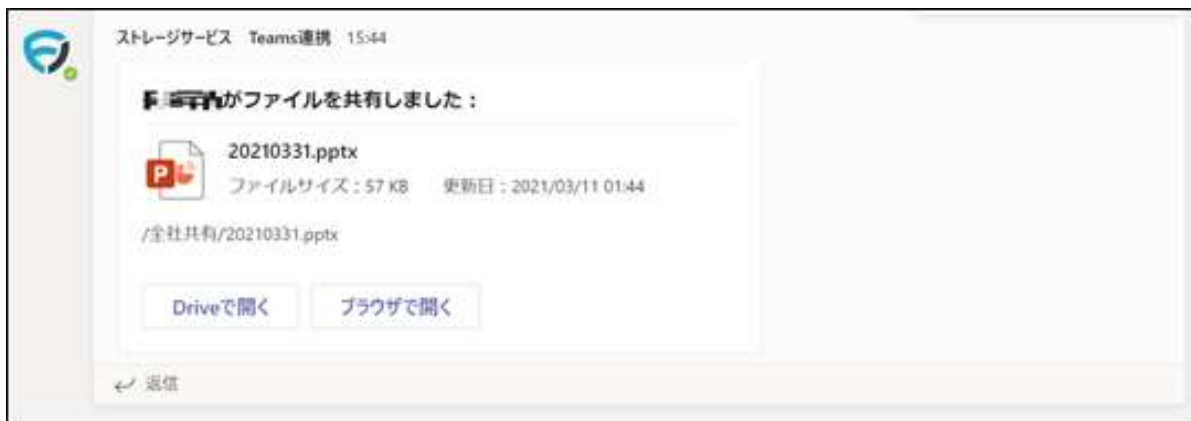 ストレージサービス Teams連携 15:44
がファイルを共有しました：
20210331.pptx
ファイルサイズ：57 KB 更新日：2021/03/11 01:44
/全社共有/20210331.pptx
Driveで開く ブラウザで開く
返信